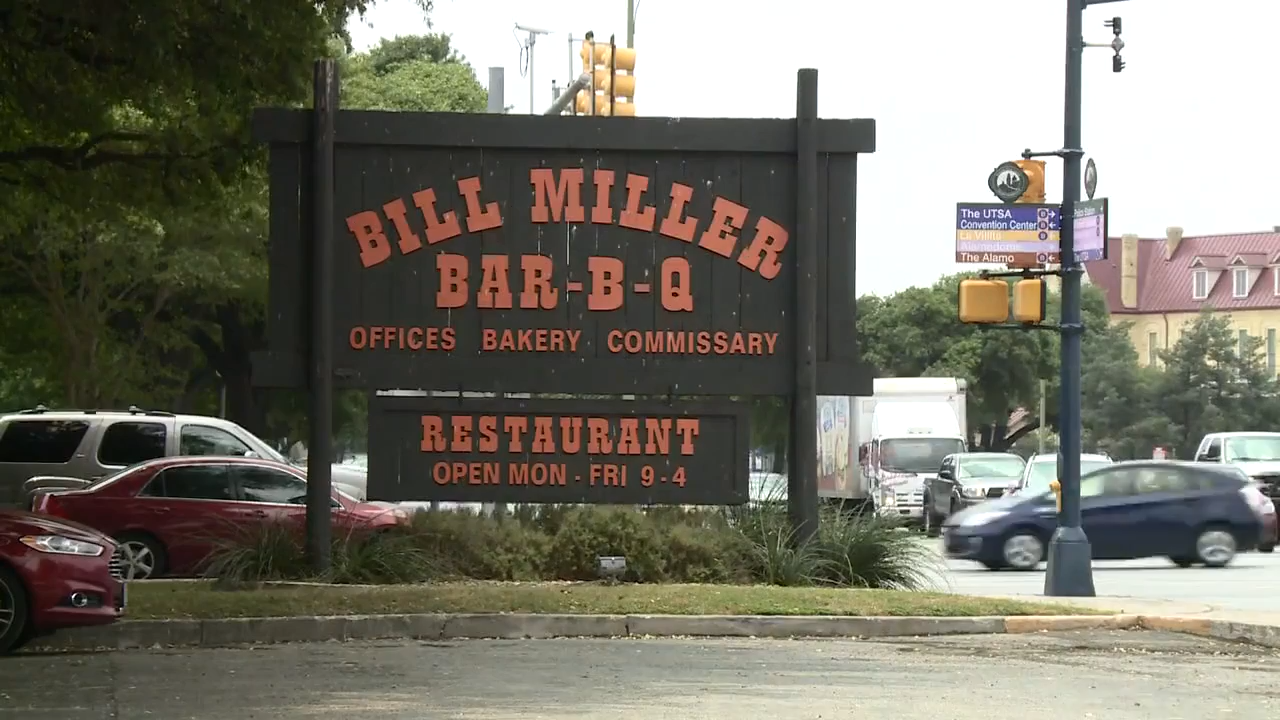 BILL MILLER
BAR-B-Q
OFFICES BAKERY COMMISSARY
RESTAURANT
OPEN MON - FRI 9-4
The UTSA
Convention Center
La Villita
Alamodome
The Alamo